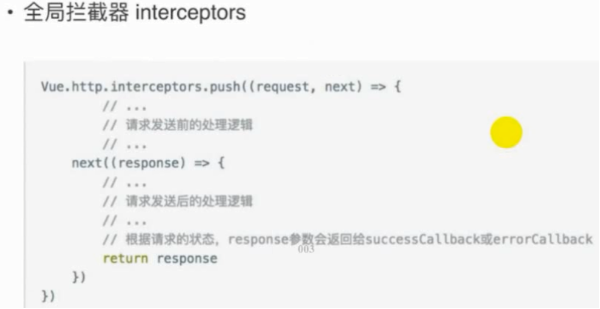 • 全局拦截器 interceptors
Vue.http.interceptors.push((request, next) => {
// ...
// 请求发送前的处理逻辑
// ...
next((response) => {
// ...
// 请求发送后的处理逻辑
// ...
// 根据请求的状态，response参数会返回给successCallback或errorCallback
003
return response
})
})